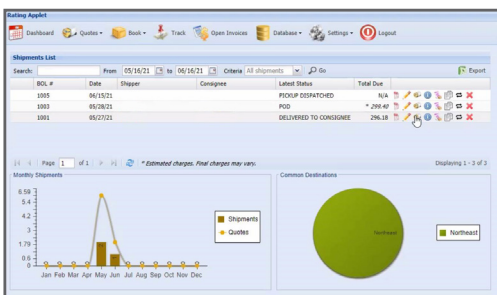 Rating Applet
Dashboard Quotes Book Track Open Invoices Database Settings Logout
Shipments List
Search: From 05/16/21 to 06/16/21 Criteria All shipments Go Export
BOL # Date Shipper Consignee Latest Status Total Due
1005 06/15/21 PICKUP DISPATCHED N/A
1003 05/28/21 POD * 299.40
1001 05/27/21 DELIVERED TO CONSIGNEE 296.18
Page 1 of 1 * Estimated charges. Final charges may vary. Displaying 1 - 3 of 3
Monthly Shipments Common Destinations
6.59
5.4
4.2
3
1.79
0.6
0
Shipments
Quotes
Northeast
Northeast
Jan Feb Mar Apr May Jun Jul Aug Sep Oct Nov Dec